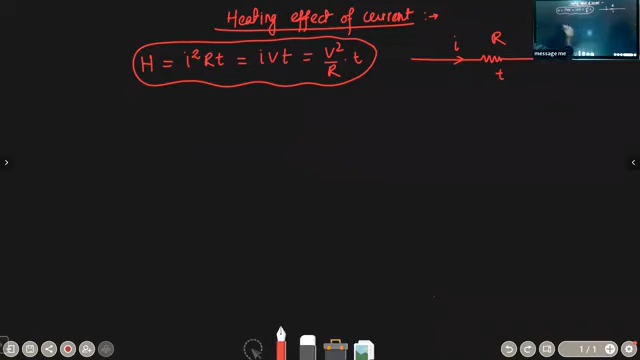 Heating effect of current :→
H = i²Rt = iVt = V²/R · t
i R
t
message me
1/1